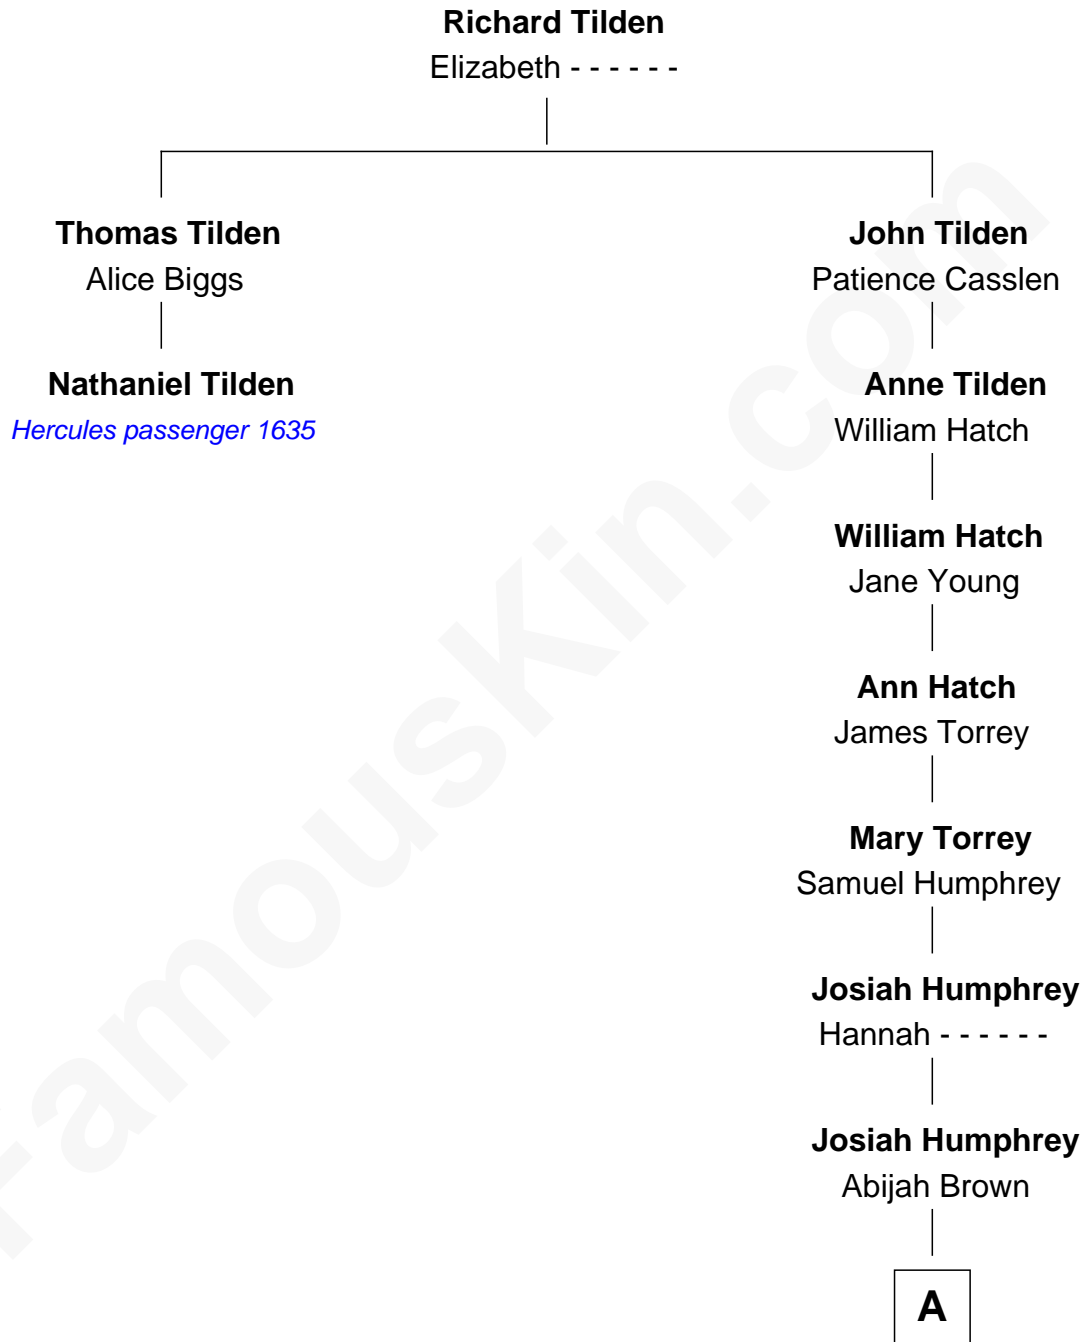 Richard Tilden
Elizabeth - - - - - -
Thomas Tilden
Alice Biggs
Nathaniel Tilden
Hercules passenger 1635
John Tilden
Patience Casslen
Anne Tilden
William Hatch
William Hatch
Jane Young
Ann Hatch
James Torrey
Mary Torrey
Samuel Humphrey
Josiah Humphrey
Hannah - - - - - -
Josiah Humphrey
Abijah Brown
A
FamousKin.com